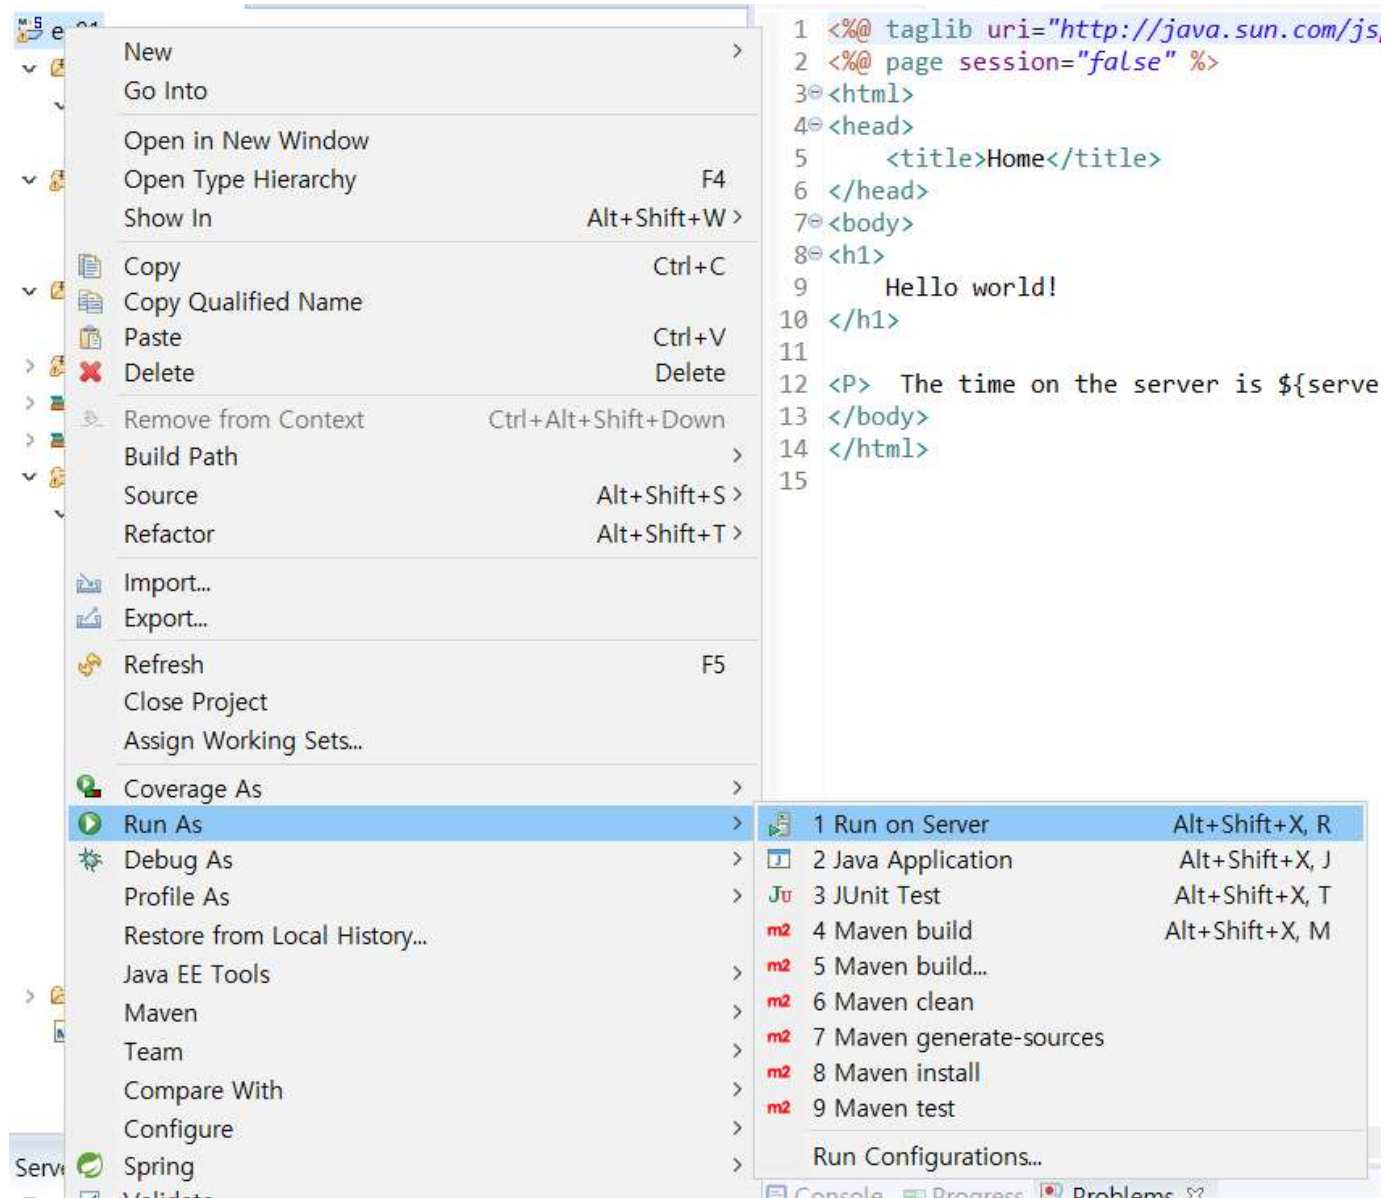 New
Go Into
Open in New Window
Open Type Hierarchy F4
Show In Alt+Shift+W >
Copy Ctrl+C
Copy Qualified Name
Paste Ctrl+V
Delete Delete
Remove from Context Ctrl+Alt+Shift+Down
Build Path
Source Alt+Shift+S >
Refactor Alt+Shift+T >
Import...
Export...
Refresh F5
Close Project
Assign Working Sets...
Coverage As
Run As
Debug As
Profile As
Restore from Local History...
Java EE Tools
Maven
Team
Compare With
Configure
Spring
Validate
1 Run on Server Alt+Shift+X, R
2 Java Application Alt+Shift+X, J
3 JUnit Test Alt+Shift+X, T
4 Maven build Alt+Shift+X, M
5 Maven build...
6 Maven clean
7 Maven generate-sources
8 Maven install
9 Maven test
Run Configurations...
1 <%@ taglib uri="http://java.sun.com/js
2 <%@ page session="false" %>
3 <html>
4 <head>
5 <title>Home</title>
6 </head>
7 <body>
8 <h1>
9 Hello world!
10 </h1>
11
12 <P> The time on the server is ${serve
13 </body>
14 </html>
15
Console Progress Problems